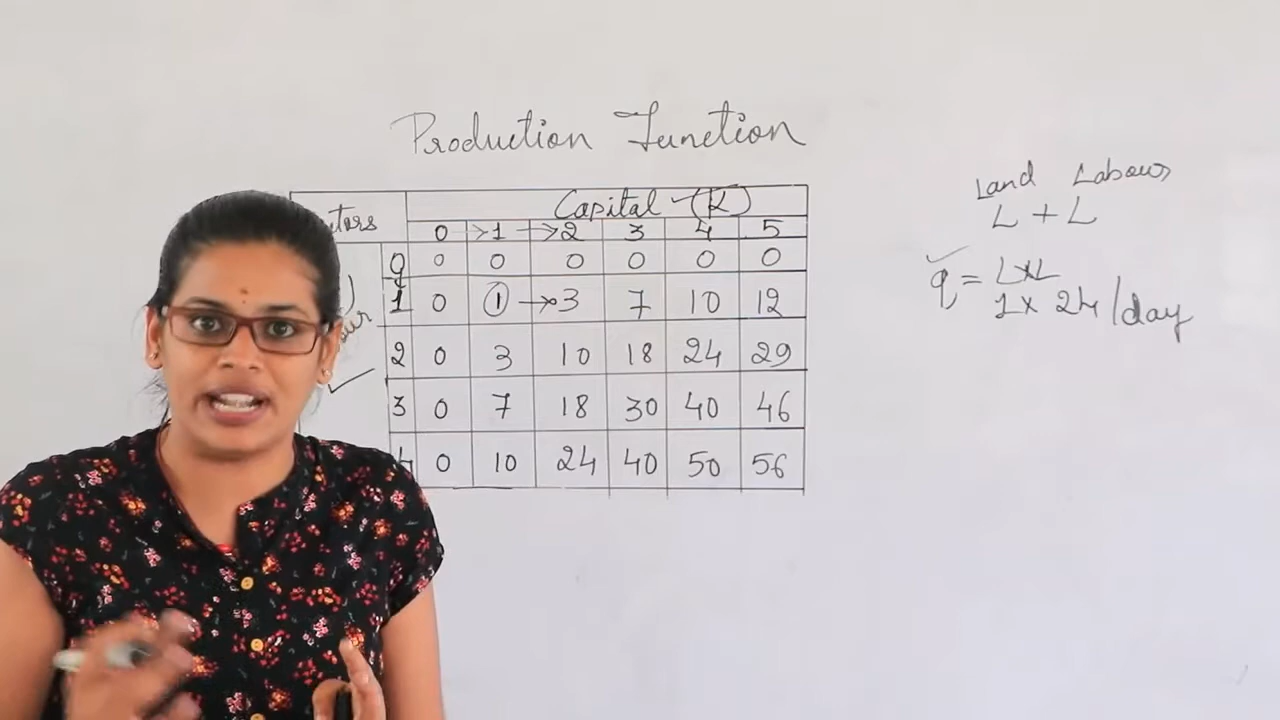 Production Function
Capital (K)
0 → 1 → 2 3 4 5
0 0 0 0 0 0 0
1 0 1 → 3 7 10 12
2 0 3 10 18 24 29
3 0 7 18 30 40 46
4 0 10 24 40 50 56
Land Labour
L + L
q = L×L
1× 24/day